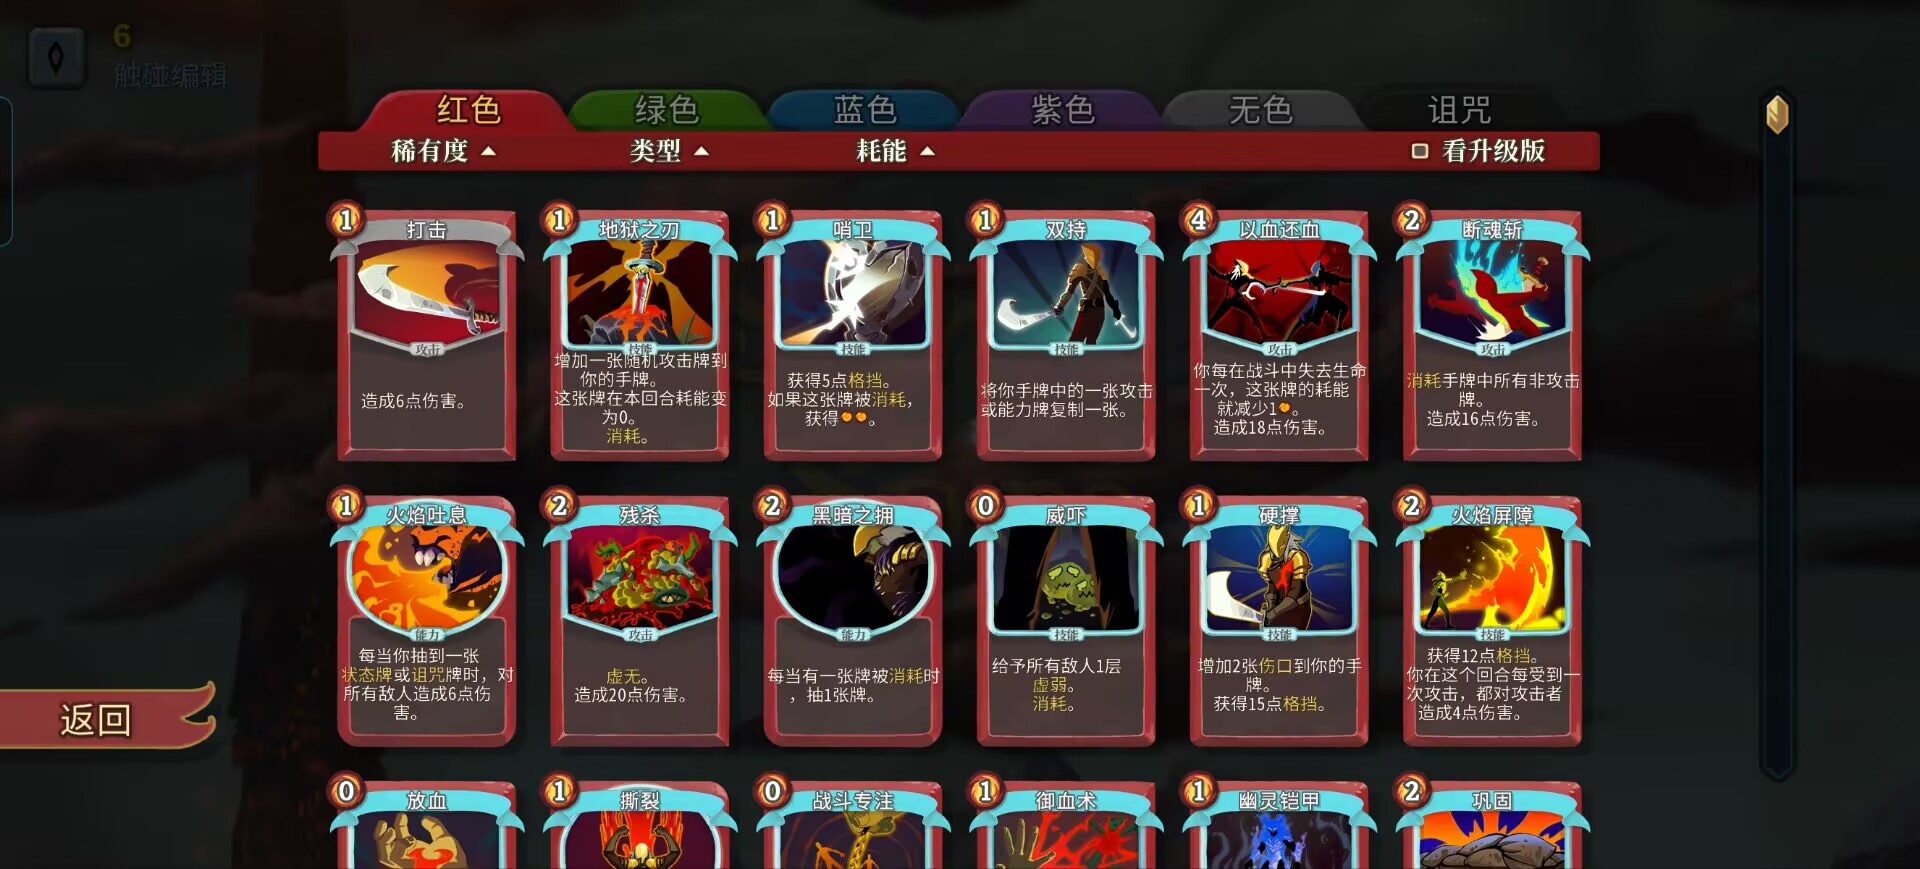 6
触碰编辑
红色
绿色
蓝色
紫色
无色
诅咒
稀有度
类型
耗能
看升级版
1
打击
攻击
造成6点伤害。
1
地狱之刃
技能
增加一张随机攻击牌到
你的手牌。
这张牌在本回合耗能变
为0。
消耗。
1
哨卫
技能
获得5点格挡。
如果这张牌被消耗，
获得。
1
双持
技能
将你手牌中的一张攻击
或能力牌复制一张。
4
以血还血
攻击
你每在战斗中失去生命
一次，这张牌的耗能
就减少1。
造成18点伤害。
2
断魂斩
攻击
消耗手牌中所有非攻击
牌。
造成16点伤害。
1
火焰吐息
能力
每当你抽到一张
状态牌或诅咒牌时，对
所有敌人造成6点伤
害。
2
残杀
攻击
虚无。
造成20点伤害。
2
黑暗之拥
能力
每当有一张牌被消耗时
，抽1张牌。
0
威吓
技能
给予所有敌人1层
虚弱。
消耗。
1
硬撑
技能
增加2张伤口到你的手
牌。
获得15点格挡。
2
火焰屏障
技能
获得12点格挡。
你在这个回合每受到一
次攻击，都对攻击者
造成4点伤害。
返回
0
放血
1
撕裂
0
战斗专注
1
御血术
1
幽灵铠甲
2
巩固